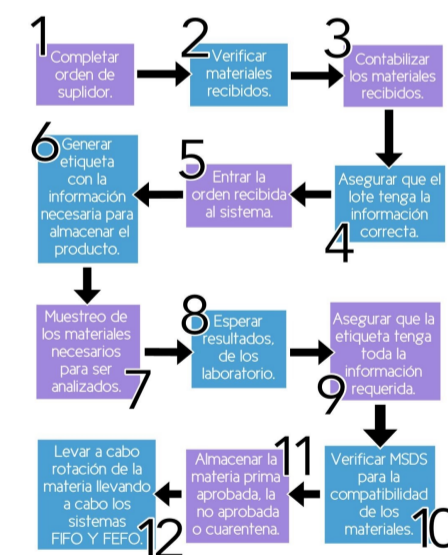 1
Completar
orden de
suplidor.
2
Verificar
materiales
recibidos.
3
Contabilizar
los materiales
recibidos.
4
Asegurar que el
lote tenga la
información
correcta.
5
Entrar la
orden recibida
al sistema.
6
Generar
etiqueta
con la
información
necesaria para
almacenar el
producto.
7
Muestreo de
los materiales
necesarios
para ser
analizados.
8
Esperar
resultados,
de los
laboratorio.
9
Asegurar que la
etiqueta tenga
toda la
información
requerida.
10
Verificar MSDS
para la
compatibilidad
de los
materiales.
11
Almacenar la
materia prima
aprobada, la
no aprobada
o cuarentena.
12
Levar a cabo
rotación de la
materia llevando
a cabo los
sistemas
FIFO Y FEFO.